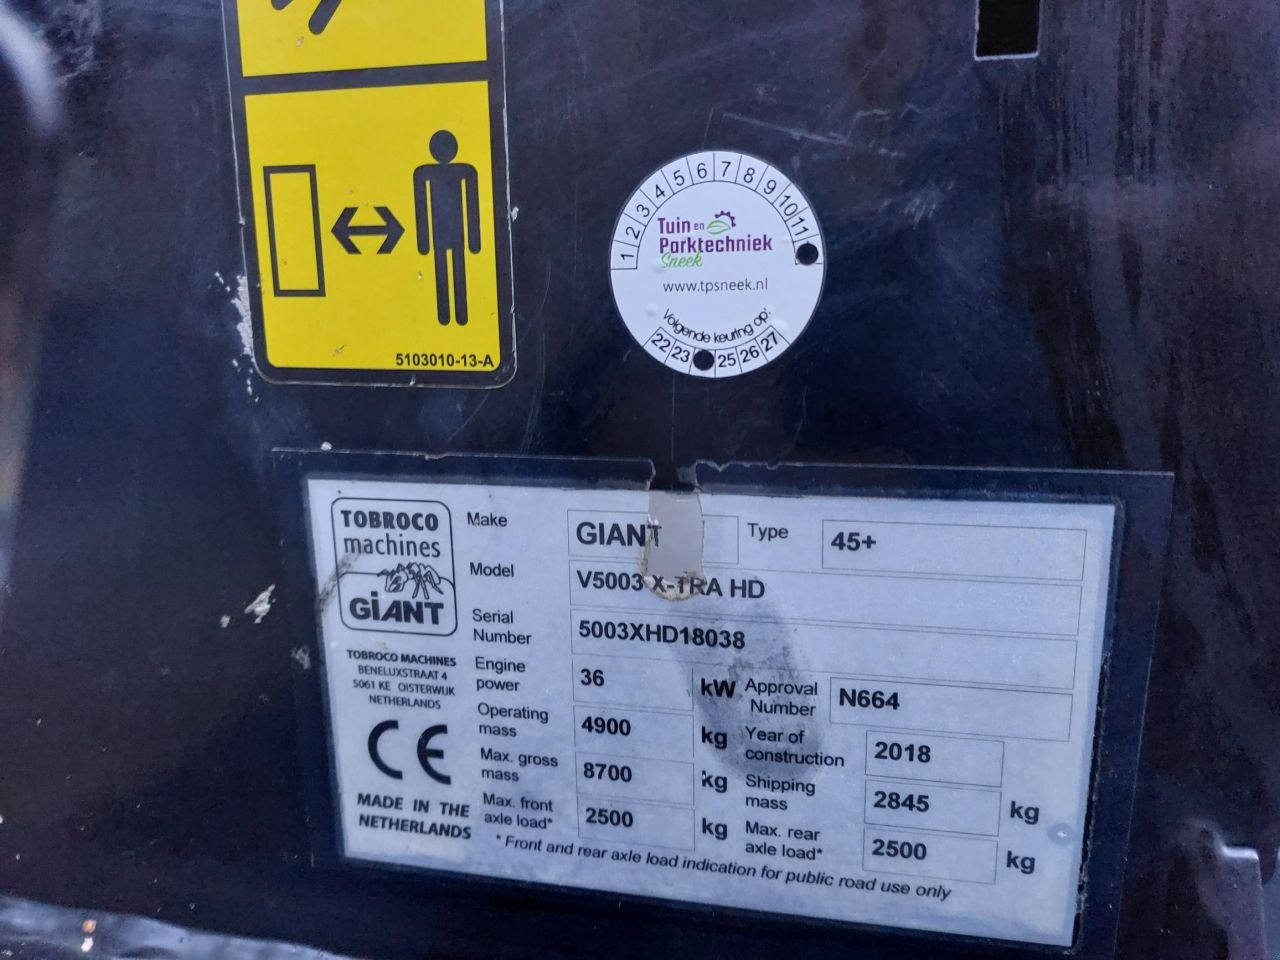 5103010-13-A
1 2 3 4 5 6 7 8 9 10 11
Tuin en
Parktechniek
Sneek
www.tpsneek.nl
Volgende keuring op:
22 23 25 26 27
TOBROCO
machines
GiANT
TOBROCO MACHINES
BENELUXSTRAAT 4
5061 KE OISTERWIJK
NETHERLANDS
CE
MADE IN THE
NETHERLANDS
Make GIANT Type 45+
Model V5003 X-TRA HD
Serial Number 5003XHD18038
Engine power 36 kW Approval Number N664
Operating mass 4900 kg Year of construction 2018
Max. gross mass 8700 kg Shipping mass 2845 kg
Max. front axle load* 2500 kg Max. rear axle load* 2500 kg
* Front and rear axle load indication for public road use only